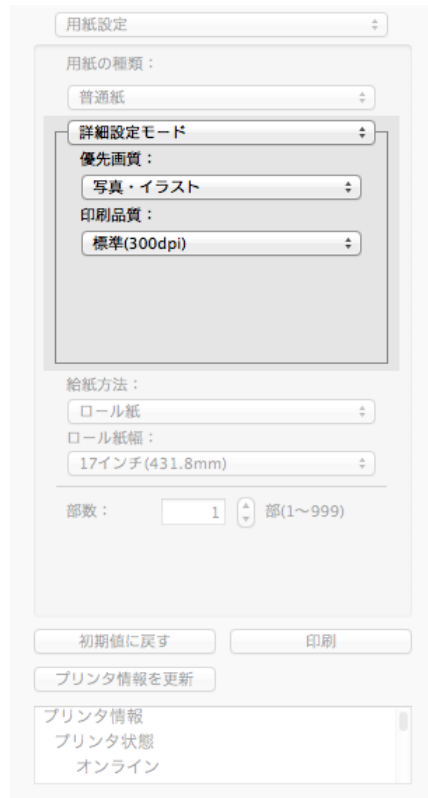 用紙設定
用紙の種類：
普通紙
詳細設定モード
優先画質：
写真・イラスト
印刷品質：
標準(300dpi)
給紙方法：
ロール紙
ロール紙幅：
17インチ(431.8mm)
部数： 1 部(1〜999)
初期値に戻す 印刷
プリンタ情報を更新
プリンタ情報
プリンタ状態
オンライン